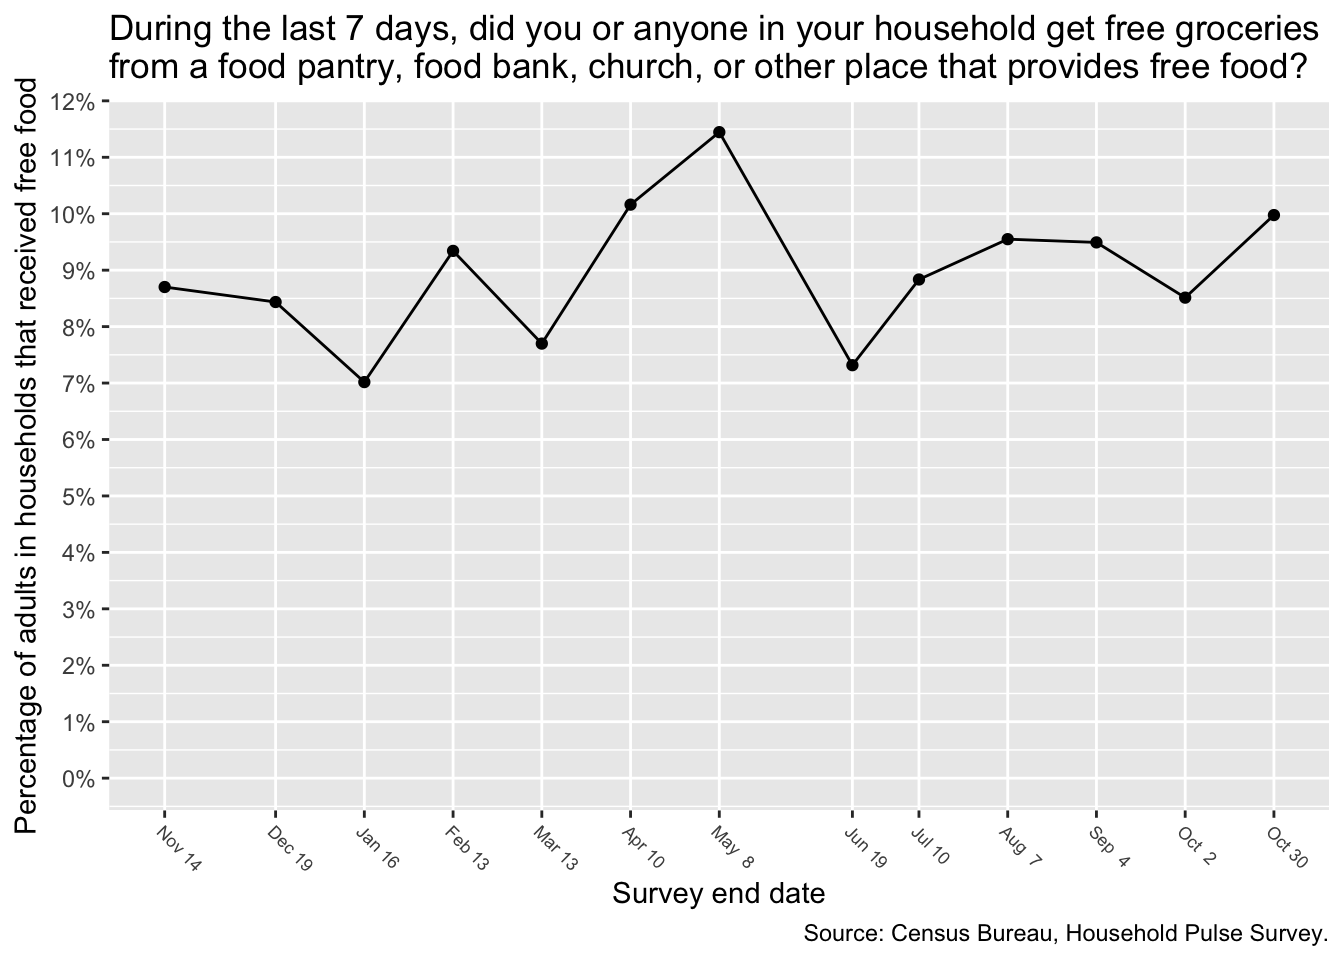 During the last 7 days, did you or anyone in your household get free groceries
from a food pantry, food bank, church, or other place that provides free food?
Percentage of adults in households that received free food
12%
11%
10%
9%
8%
7%
6%
5%
4%
3%
2%
1%
0%
Nov 14
Dec 19
Jan 16
Feb 13
Mar 13
Apr 10
May 8
Jun 19
Jul 10
Aug 7
Sep 4
Oct 2
Oct 30
Survey end date
Source: Census Bureau, Household Pulse Survey.